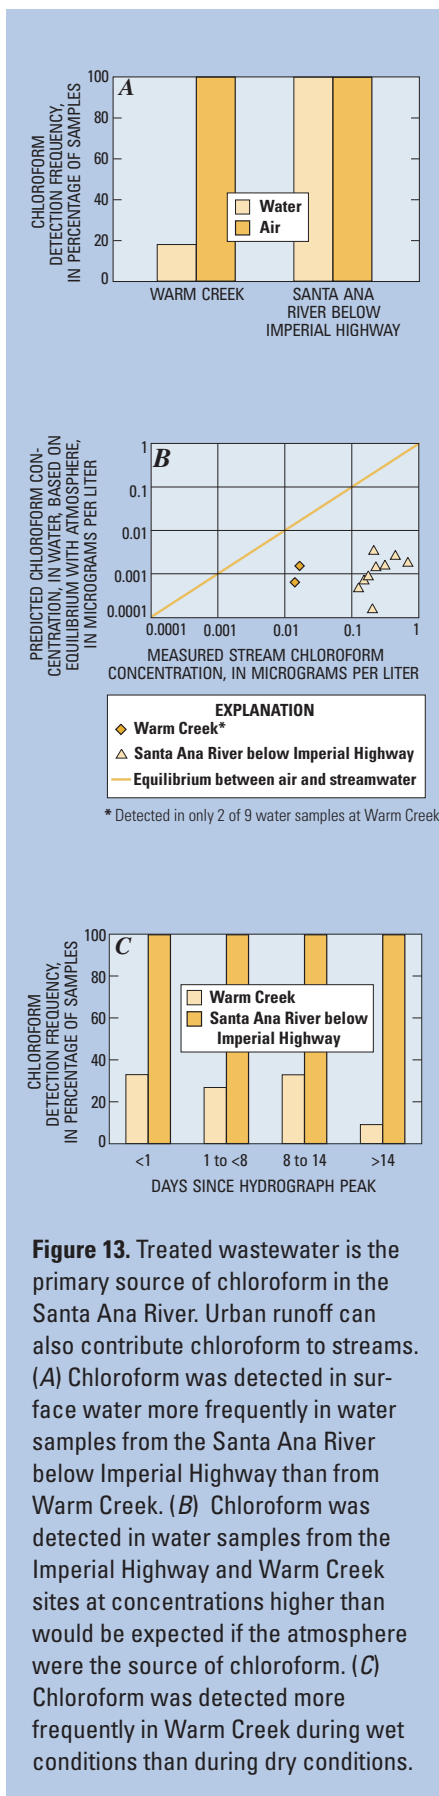 A
CHLOROFORM
DETECTION FREQUENCY,
IN PERCENTAGE OF SAMPLES
100
80
60
40
20
0
Water
Air
WARM CREEK
SANTA ANA
RIVER BELOW
IMPERIAL HIGHWAY
B
PREDICTED CHLOROFORM CON-
CENTRATION, IN WATER, BASED ON
EQUILIBRIUM WITH ATMOSPHERE,
IN MICROGRAMS PER LITER
1
0.1
0.01
0.001
0.0001
0.0001 0.001 0.01 0.1 1
MEASURED STREAM CHLOROFORM
CONCENTRATION, IN MICROGRAMS PER LITER
EXPLANATION
Warm Creek*
Santa Ana River below Imperial Highway
Equilibrium between air and streamwater
* Detected in only 2 of 9 water samples at Warm Creek
C
CHLOROFORM
DETECTION FREQUENCY,
IN PERCENTAGE OF SAMPLES
100
80
60
40
20
0
Warm Creek
Santa Ana River below
Imperial Highway
<1 1 to <8 8 to 14 >14
DAYS SINCE HYDROGRAPH PEAK
Figure 13. Treated wastewater is the
primary source of chloroform in the
Santa Ana River. Urban runoff can
also contribute chloroform to streams.
(A) Chloroform was detected in sur-
face water more frequently in water
samples from the Santa Ana River
below Imperial Highway than from
Warm Creek. (B) Chloroform was
detected in water samples from the
Imperial Highway and Warm Creek
sites at concentrations higher than
would be expected if the atmosphere
were the source of chloroform. (C)
Chloroform was detected more
frequently in Warm Creek during wet
conditions than during dry conditions.